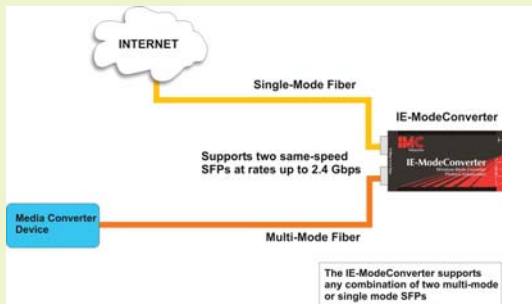 INTERNET
Single-Mode Fiber
IE-ModeConverter
Supports two same-speed
SFPs at rates up to 2.4 Gbps
IMC
IE-ModeConverter
Media Converter
Device
Multi-Mode Fiber
The IE-ModeConverter supports
any combination of two multi-mode
or single mode SFPs